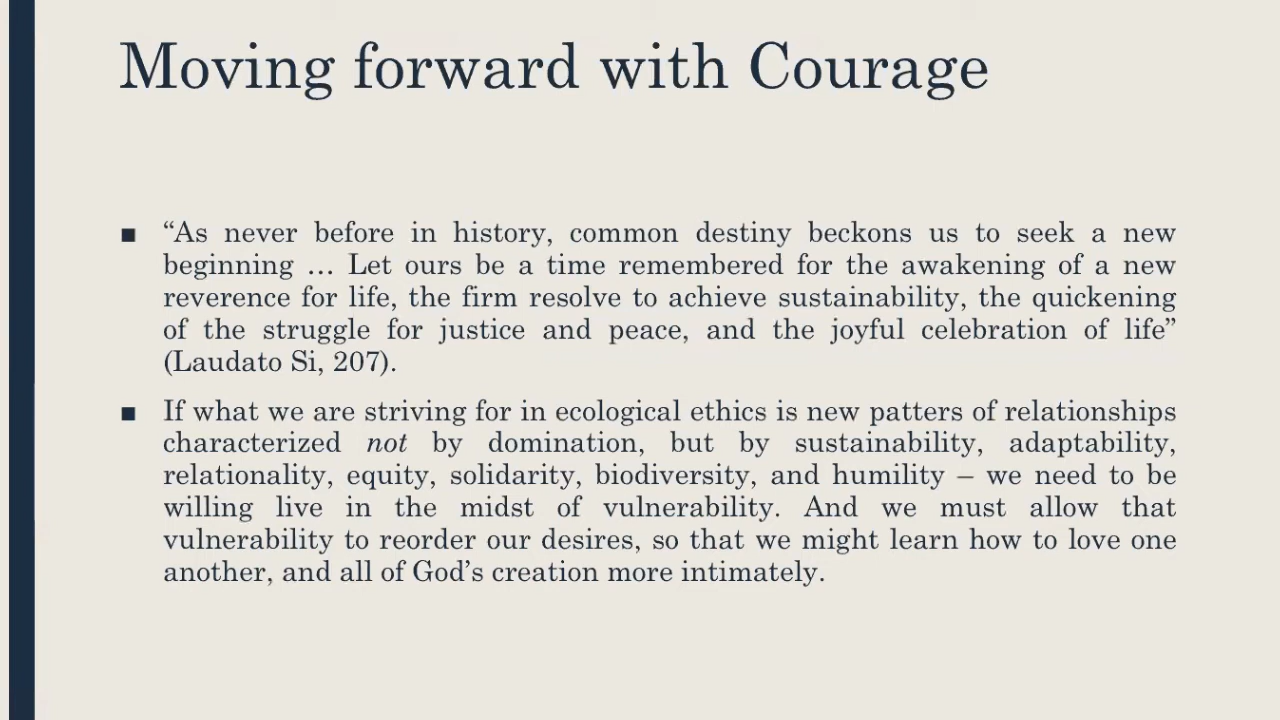 Moving forward with Courage
■ “As never before in history, common destiny beckons us to seek a new
beginning … Let ours be a time remembered for the awakening of a new
reverence for life, the firm resolve to achieve sustainability, the quickening
of the struggle for justice and peace, and the joyful celebration of life”
(Laudato Si, 207).
■ If what we are striving for in ecological ethics is new patters of relationships
characterized not by domination, but by sustainability, adaptability,
relationality, equity, solidarity, biodiversity, and humility – we need to be
willing live in the midst of vulnerability. And we must allow that
vulnerability to reorder our desires, so that we might learn how to love one
another, and all of God’s creation more intimately.